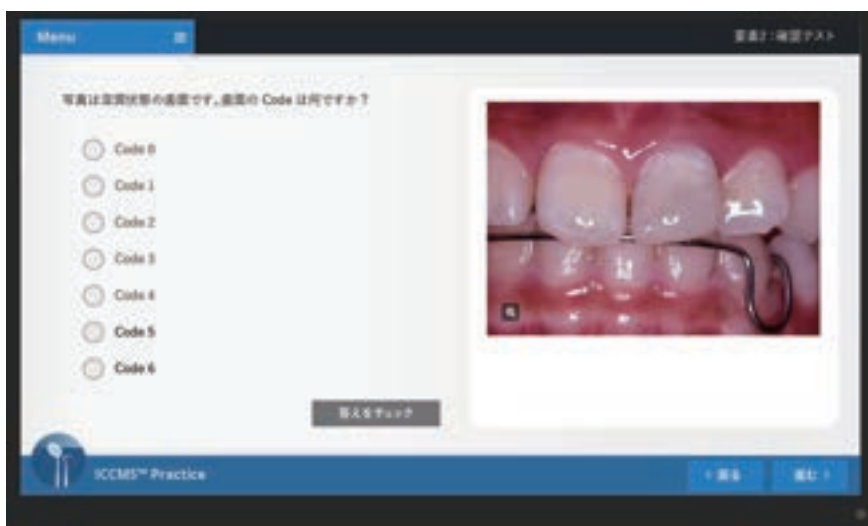 Menu
要素2:確認テスト
写真は湿潤状態の歯面です。歯面の Code は何ですか?
Code 0
Code 1
Code 2
Code 3
Code 4
Code 5
Code 6
答えをチェック
ICCMS™ Practice
戻る
進む